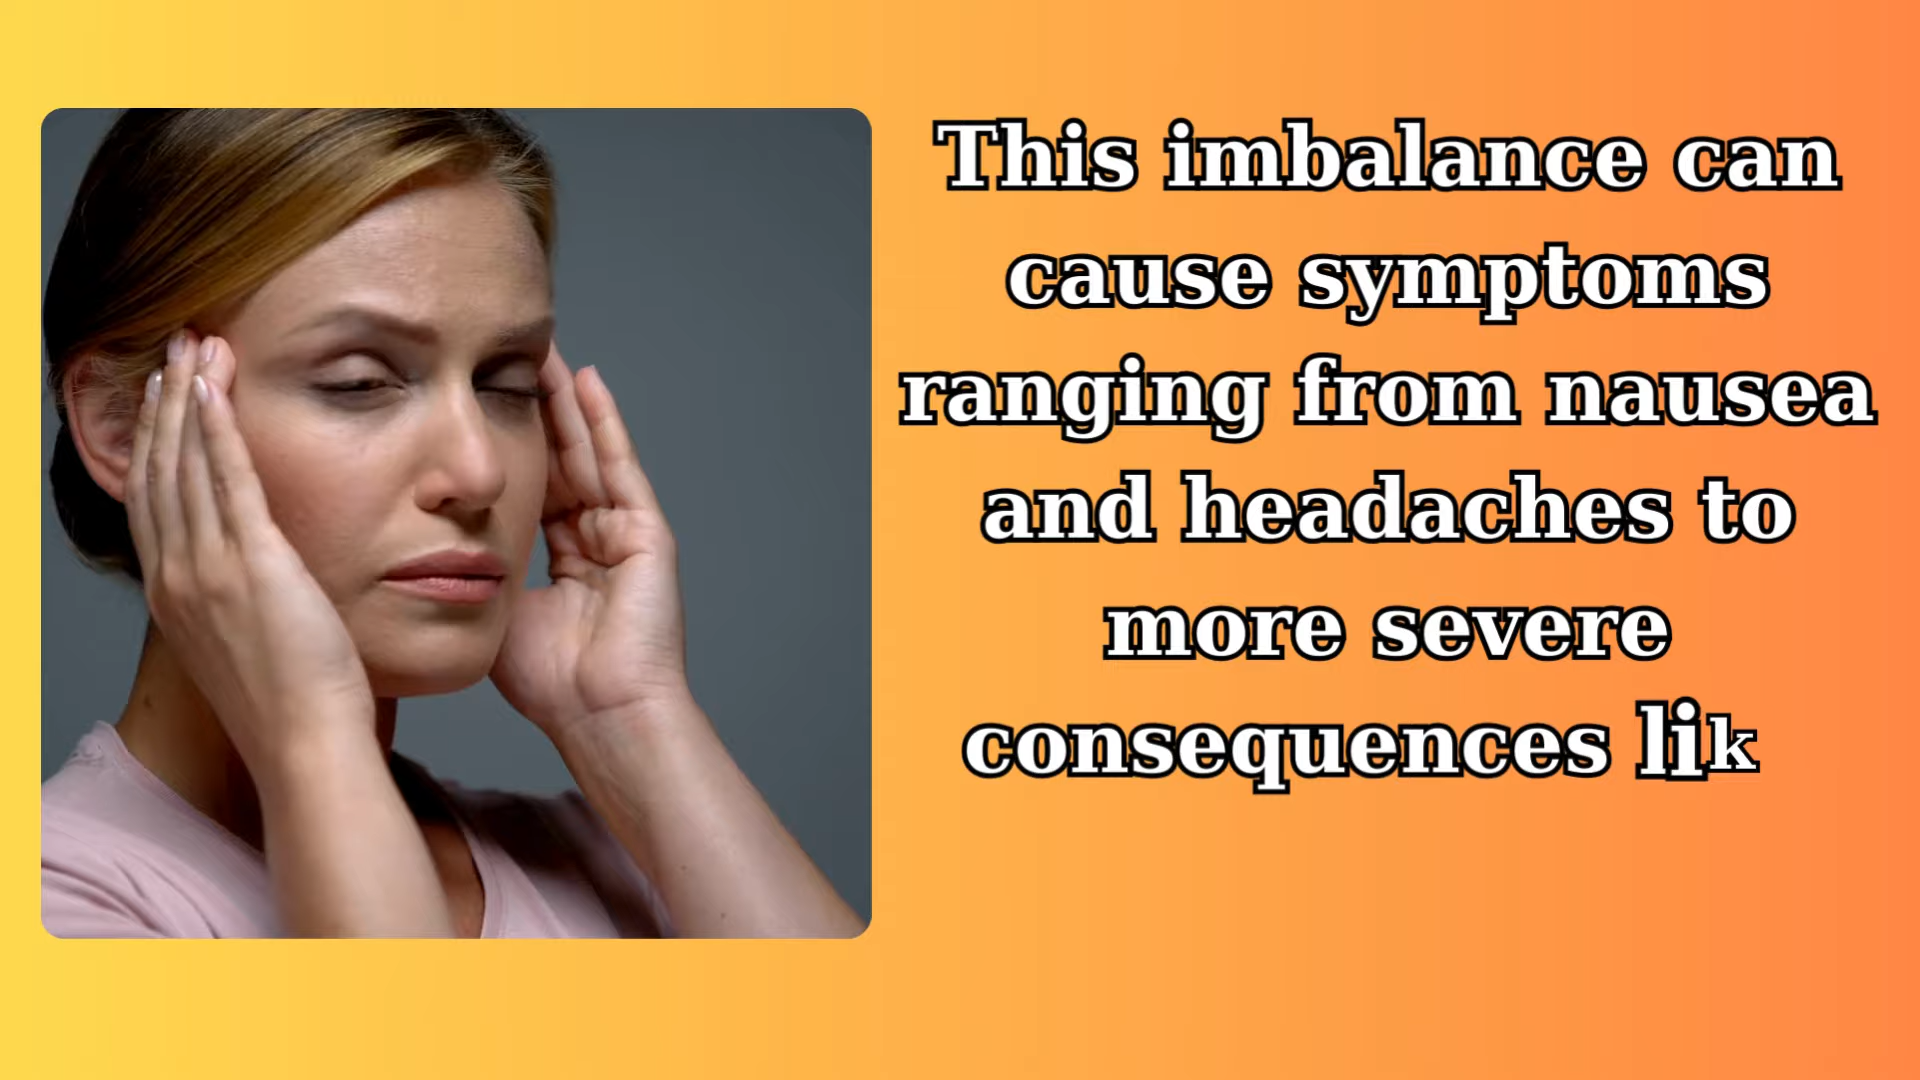 This imbalance can
cause symptoms
ranging from nausea
and headaches to
more severe
consequences lik